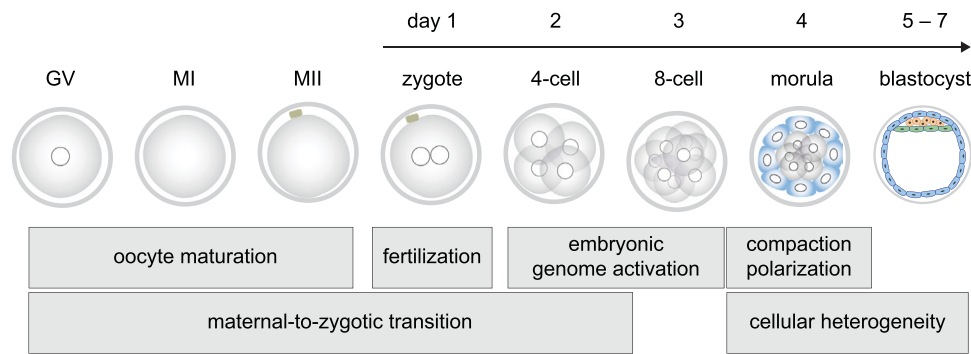 day 1 2 3 4 5 – 7
GV MI MII zygote 4-cell 8-cell morula blastocyst
oocyte maturation
fertilization
embryonic
genome activation
compaction
polarization
maternal-to-zygotic transition
cellular heterogeneity